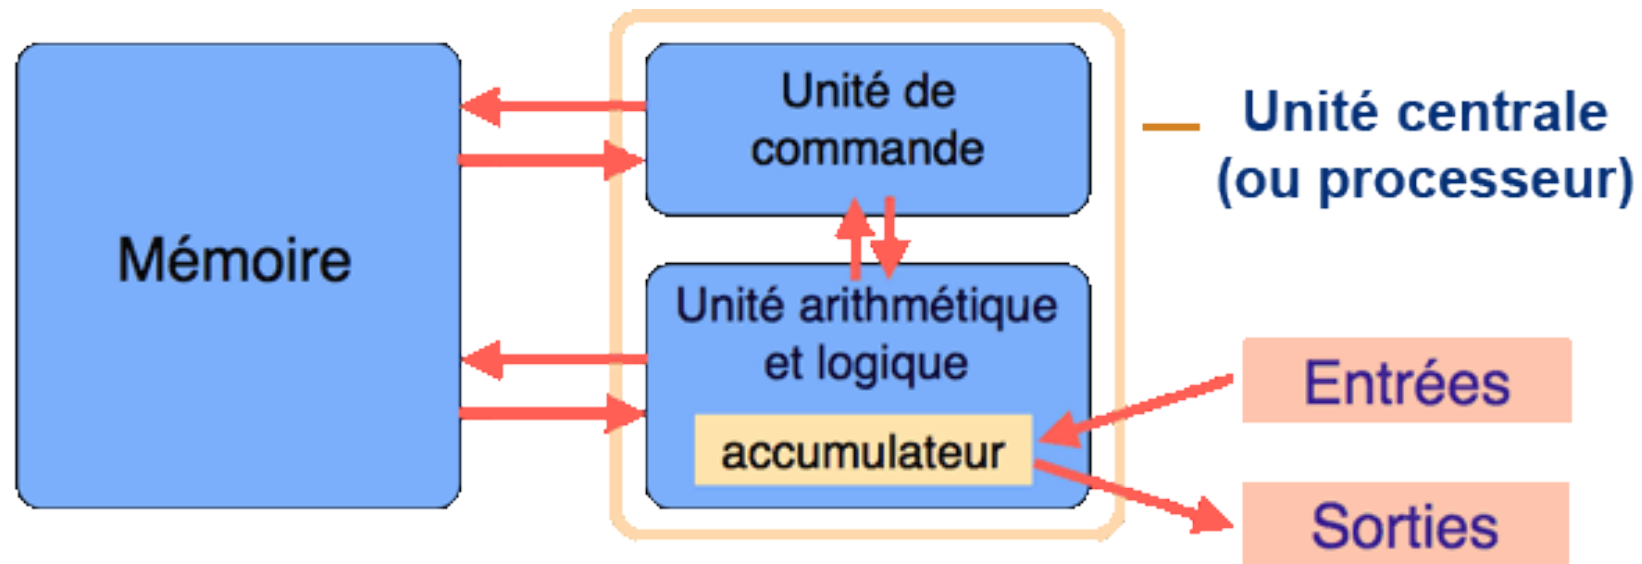 Mémoire
Unité de
commande
Unité arithmétique
et logique
accumulateur
Unité centrale
(ou processeur)
Entrées
Sorties